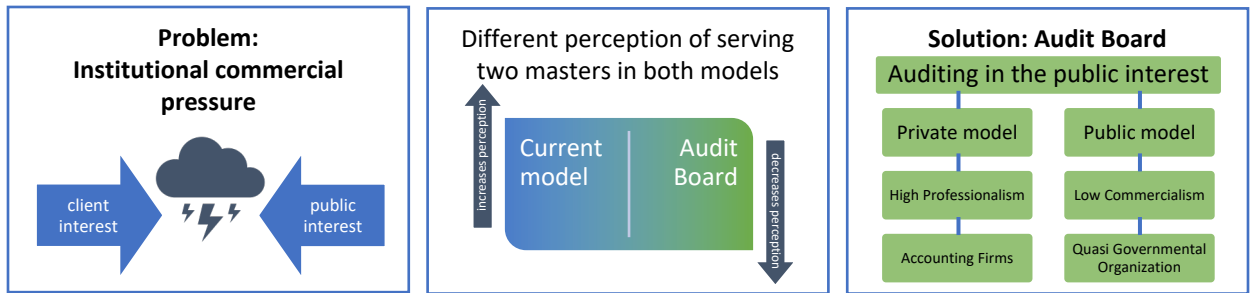 Problem:
Institutional commercial
pressure
client
interest
public
interest
Different perception of serving
two masters in both models
increases perception
Current
model
Audit
Board
decreases perception
Solution: Audit Board
Auditing in the public interest
Private model
Public model
High Professionalism
Low Commercialism
Accounting Firms
Quasi Governmental
Organization